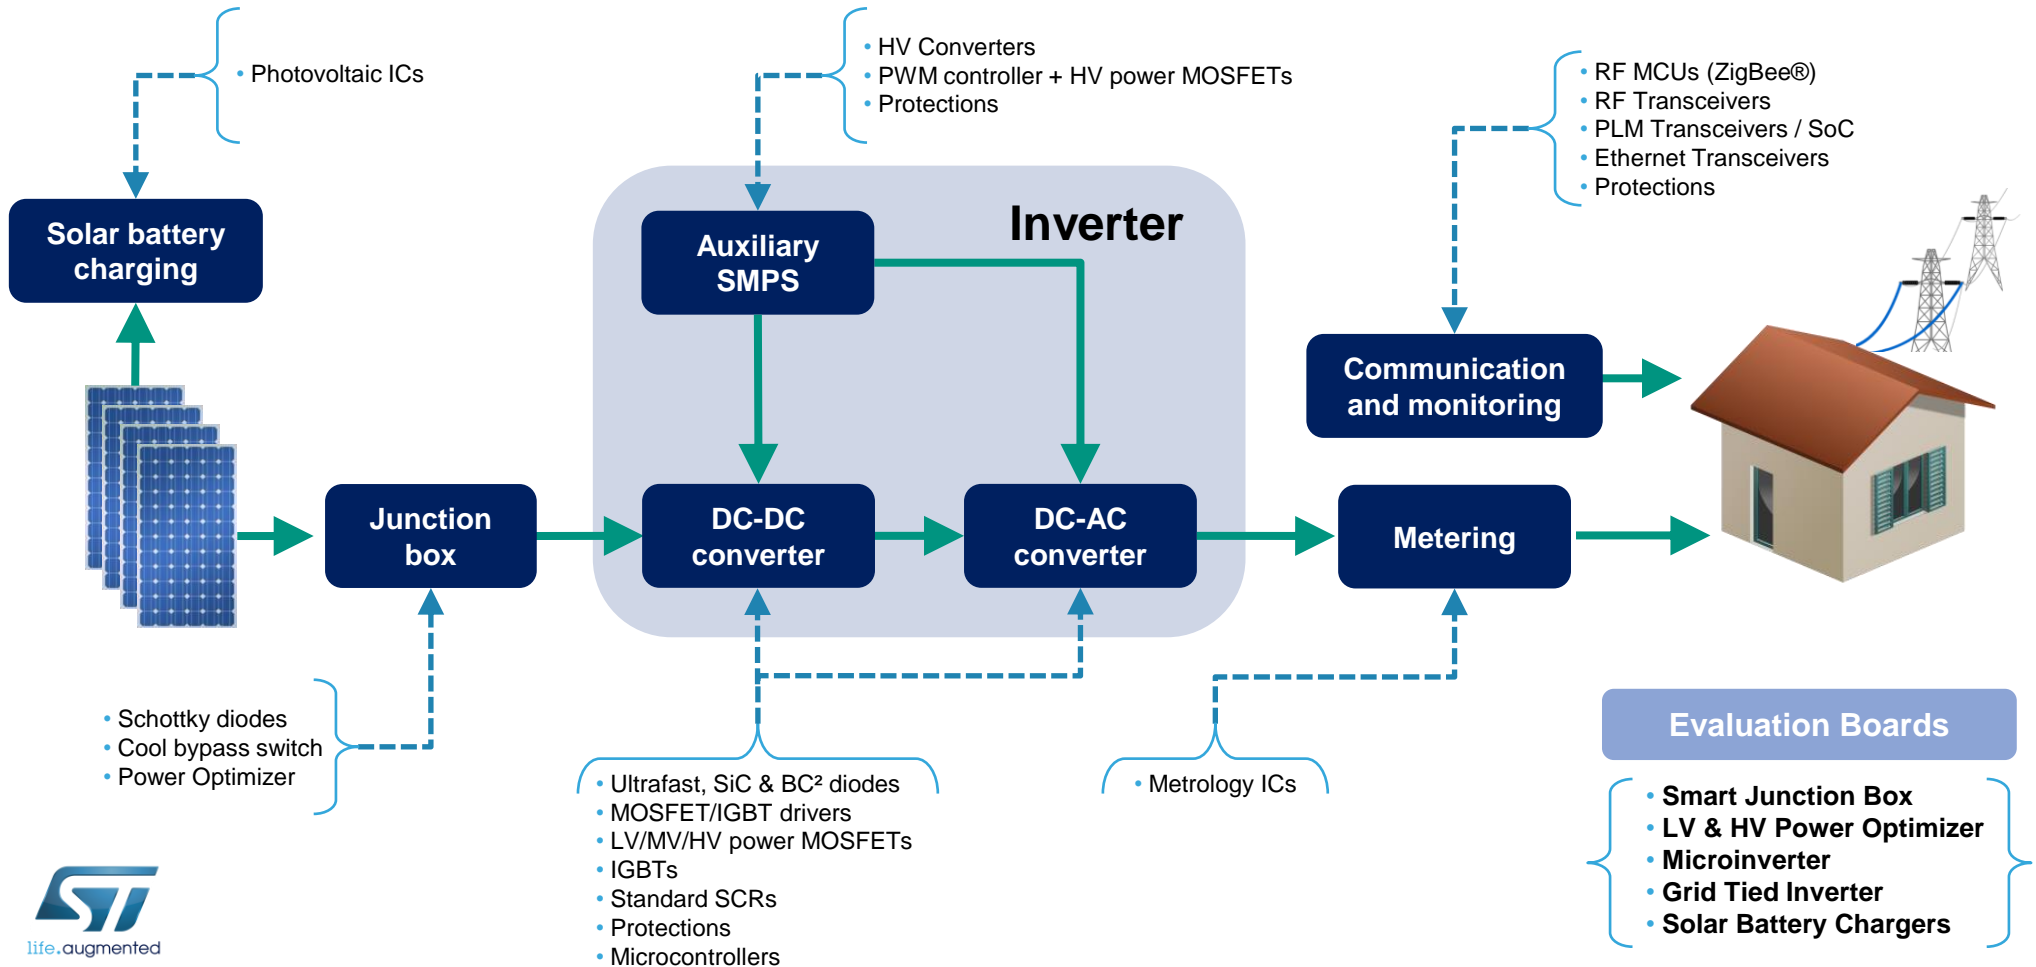 • Photovoltaic ICs
• HV Converters
• PWM controller + HV power MOSFETs
• Protections
• RF MCUs (ZigBee®)
• RF Transceivers
• PLM Transceivers / SoC
• Ethernet Transceivers
• Protections
Solar battery
charging
Inverter
Auxiliary
SMPS
Communication
and monitoring
Junction
box
DC-DC
converter
DC-AC
converter
Metering
• Schottky diodes
• Cool bypass switch
• Power Optimizer
• Ultrafast, SiC & BC² diodes
• MOSFET/IGBT drivers
• LV/MV/HV power MOSFETs
• IGBTs
• Standard SCRs
• Protections
• Microcontrollers
• Metrology ICs
Evaluation Boards
• Smart Junction Box
• LV & HV Power Optimizer
• Microinverter
• Grid Tied Inverter
• Solar Battery Chargers
ST
life.augmented